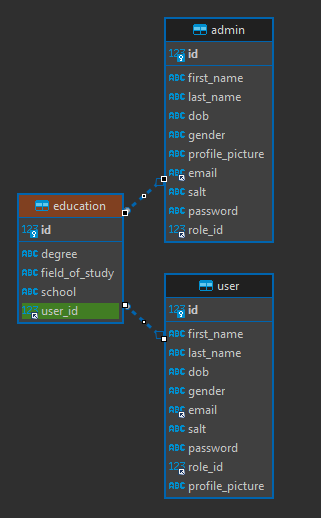 admin
123 id
ABC first_name
ABC last_name
ABC dob
ABC gender
ABC profile_picture
ABC email
ABC salt
ABC password
123 role_id
education
123 id
ABC degree
ABC field_of_study
ABC school
123 user_id
user
123 id
ABC first_name
ABC last_name
ABC dob
ABC gender
ABC email
ABC salt
ABC password
123 role_id
ABC profile_picture